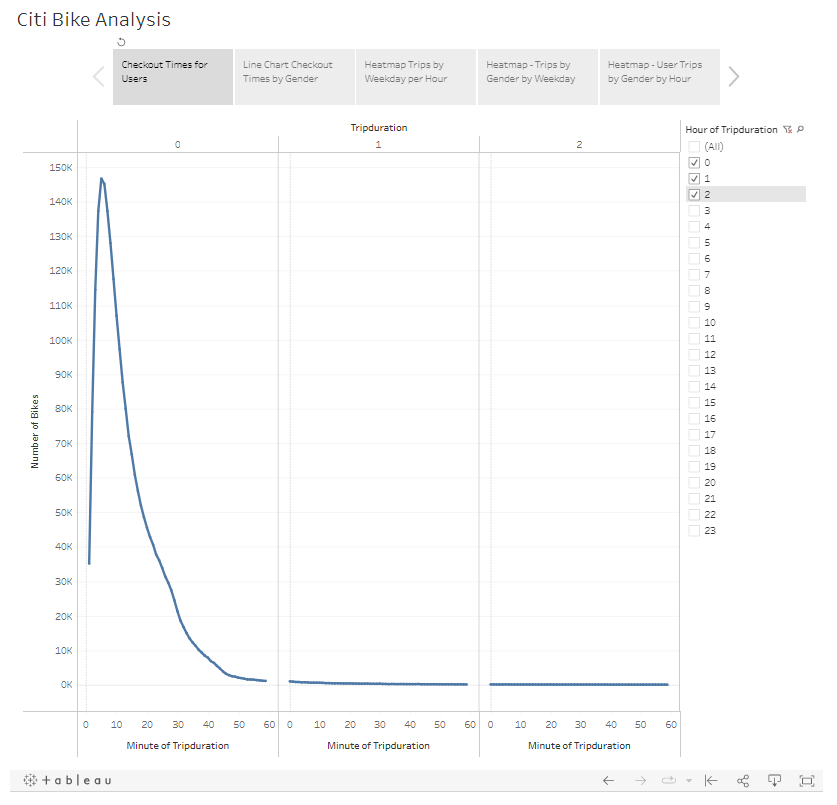 Citi Bike Analysis
Checkout Times for
Users
Line Chart Checkout
Times by Gender
Heatmap Trips by
Weekday per Hour
Heatmap - Trips by
Gender by Weekday
Heatmap - User Trips
by Gender by Hour
Tripduration
0 1 2
150K
140K
130K
120K
110K
100K
90K
80K
70K
60K
50K
40K
30K
20K
10K
0K
Number of Bikes
0 10 20 30 40 50 60
0 10 20 30 40 50 60
0 10 20 30 40 50 60
Minute of Tripduration
Minute of Tripduration
Minute of Tripduration
Hour of Tripduration
(All)
0
1
2
3
4
5
6
7
8
9
10
11
12
13
14
15
16
17
18
19
20
21
22
23
+ a b l e a u